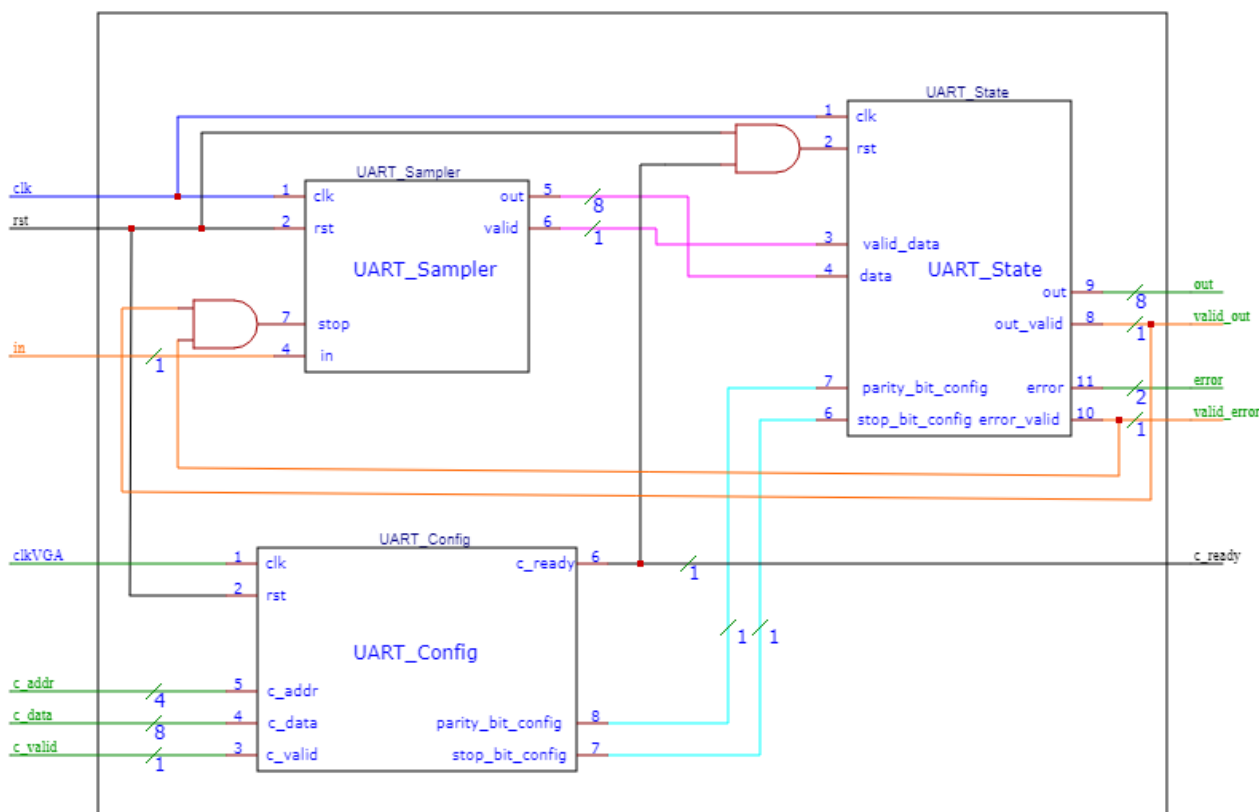 UART_State
1 clk
2 rst
UART_Sampler
clk 1 clk out 5 8
rst 2 rst valid 6 1
UART_Sampler
3 valid_data
4 data
UART_State
out 9 8 out
7 stop out_valid 8 1 valid_out
in 1 4 in
7 parity_bit_config error 11 2 error
6 stop_bit_config error_valid 10 1 valid_error
UART_Config
clkVGA 1 clk c_ready 6 1 c_ready
2 rst
1 1
UART_Config
c_addr 4 5 c_addr
c_data 8 4 c_data parity_bit_config 8
c_valid 1 3 c_valid stop_bit_config 7